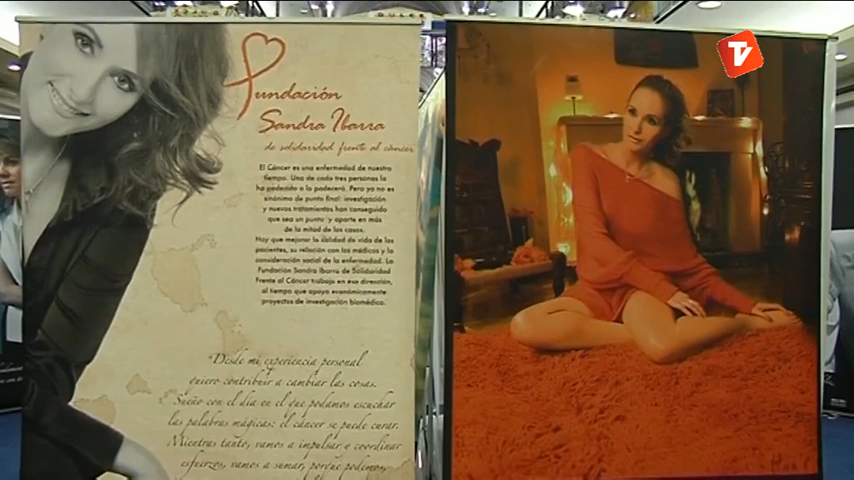 TV
Fundación
Sandra Ibarra
de solidaridad frente al cáncer
El Cáncer es una enfermedad de nuestro
tiempo. Una de cada tres personas la
ha padecido o la padecerá. Pero ya no es
sinónimo de punto final: investigación
y nuevos tratamientos han conseguido
que sea un punto y aparte en más
de la mitad de los casos.
Hay que mejorar la calidad de vida de los
pacientes, su relación con los médicos y la
consideración social de la enfermedad. La
Fundación Sandra Ibarra de Solidaridad
Frente al Cáncer trabaja en esa dirección,
al tiempo que apoya económicamente
proyectos de investigación biomédica.
"Desde mi experiencia personal
quiero contribuir a cambiar las cosas.
Sueño con el día en el que podamos escuchar
las palabras mágicas: el cáncer se puede curar.
Mientras tanto, vamos a impulsar y coordinar
esfuerzos, vamos a sumar, porque podemos,